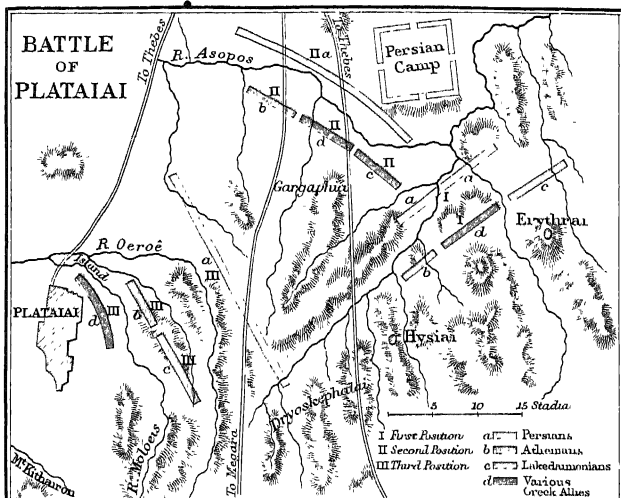 BATTLE
OF
PLATAIAI
To Thebes
R. Asopos
II a
To Thebes
Persian
Camp
II
b
II
d
II
c
Gargaphia
a
I
a
c
I
d
b
Erythrai
Hysiai
a
III
R. Oeroê
Island
PLATAIAI
d
III
b
III
c
III
R. Moloeis
Mt Kithairon
To Megara
Dryoskephalai
5 10 15 Stadia
I First Position
II Second Position
III Third Position
a Persians
b Athenians
c Lakedæmonians
d Various
Greek Allies